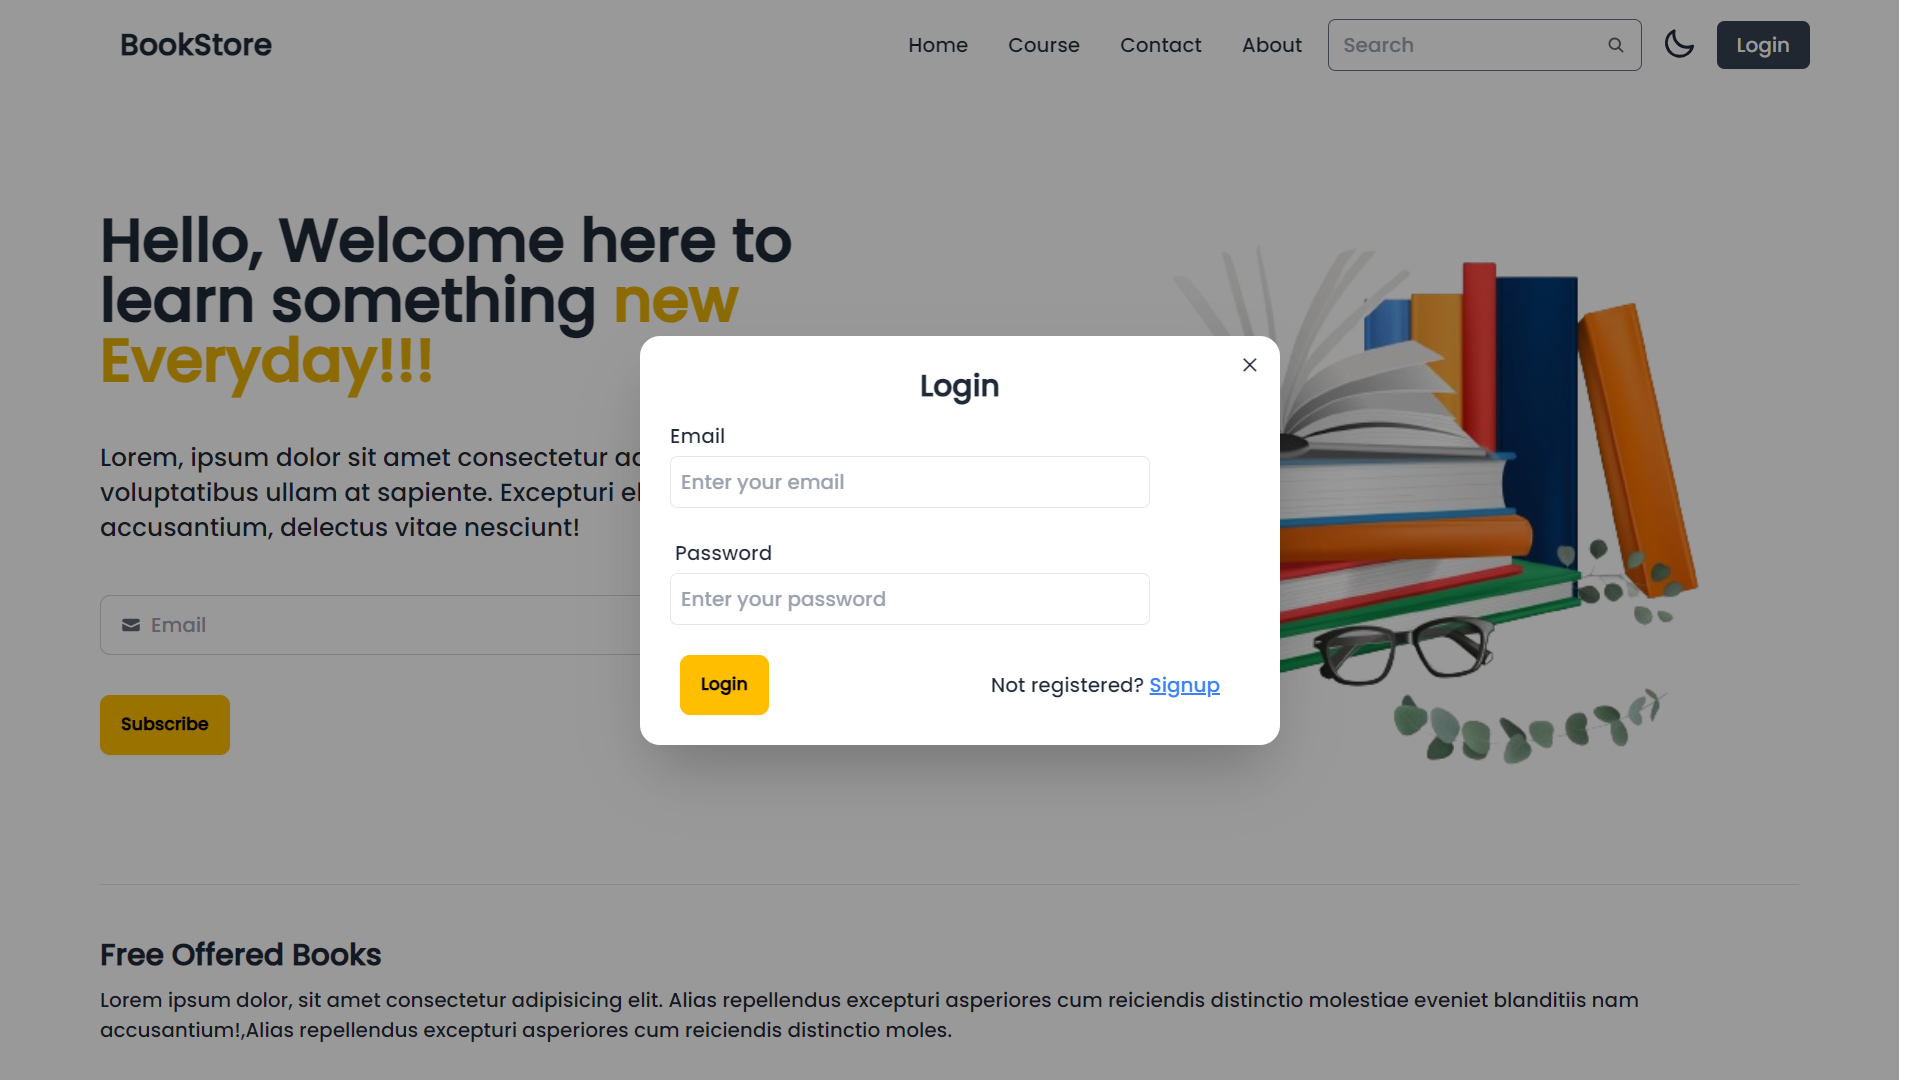 BookStore
Home
Course
Contact
About
Search
Login
Hello, Welcome here to
learn something new
Everyday!!!
Lorem, ipsum dolor sit amet consectetur
voluptatibus ullam at sapiente. Excepturi
accusantium, delectus vitae nesciunt!
Email
Subscribe
Login
Email
Enter your email
Password
Enter your password
Login
Not registered? Signup
Free Offered Books
Lorem ipsum dolor, sit amet consectetur adipisicing elit. Alias repellendus excepturi asperiores cum reiciendis distinctio molestiae eveniet blanditiis nam
accusantium!,Alias repellendus excepturi asperiores cum reiciendis distinctio moles.